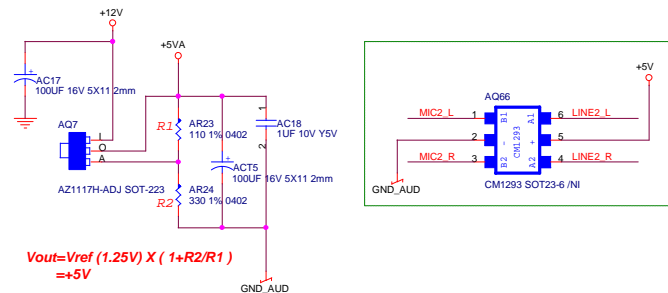 +12V
+5VA
AC17
100UF 16V 5X11 2mm
AQ7
I
O
A
AZ1117H-ADJ SOT-223
R1
AR23
110 1% 0402
AC18
1UF 10V Y5V
1
2
ACT5
100UF 16V 5X11 2mm
R2
AR24
330 1% 0402
Vout=Vref (1.25V) X ( 1+R2/R1 )
=+5V
GND_AUD
+5V
AQ66
MIC2_L
1
B1
A1
6
LINE2_L
2
-
CM1293
+
5
MIC2_R
3
B2
A2
4
LINE2_R
GND_AUD
CM1293 SOT23-6 /NI